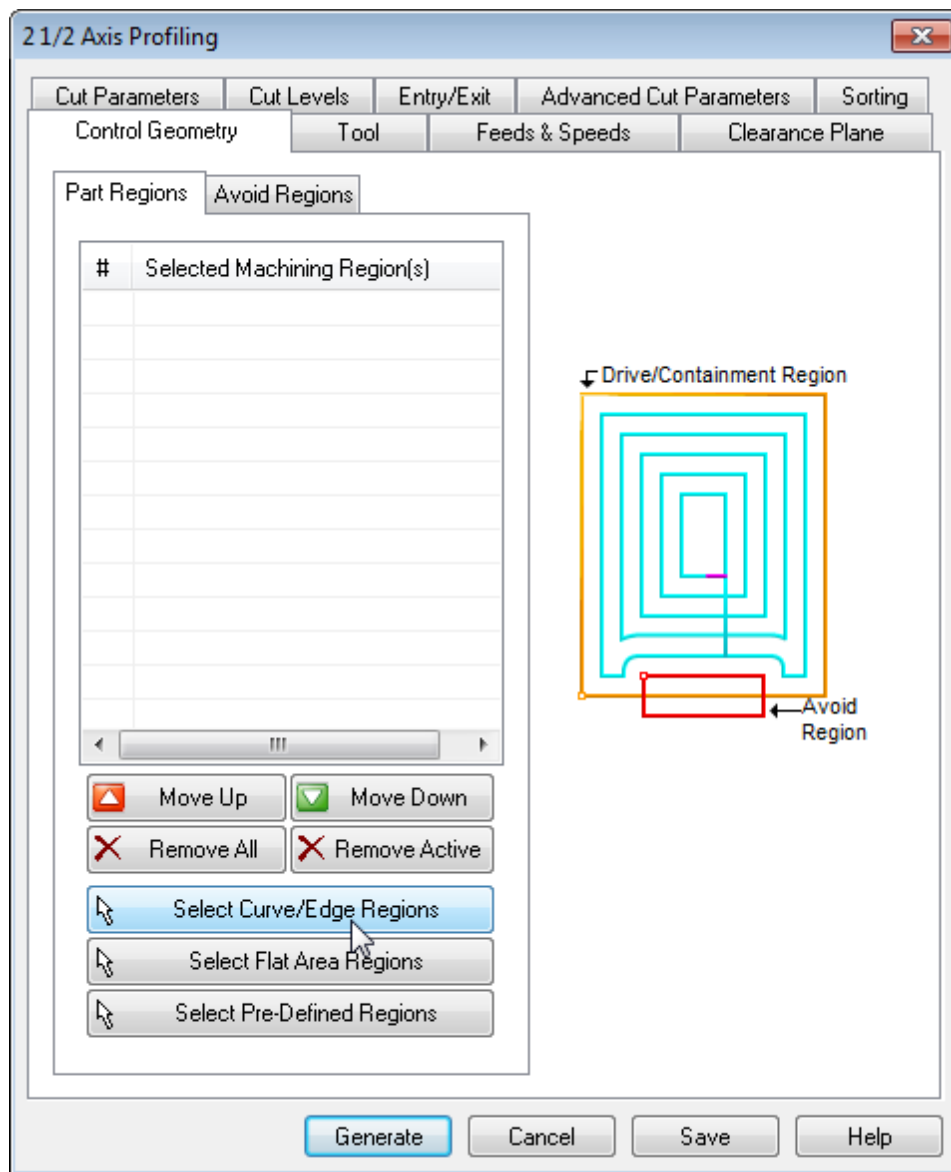 2 1/2 Axis Profiling
Cut Parameters
Cut Levels
Entry/Exit
Advanced Cut Parameters
Sorting
Control Geometry
Tool
Feeds & Speeds
Clearance Plane
Part Regions
Avoid Regions
# Selected Machining Region(s)
Drive/Containment Region
Avoid
Region
Move Up
Move Down
Remove All
Remove Active
Select Curve/Edge Regions
Select Flat Area Regions
Select Pre-Defined Regions
Generate
Cancel
Save
Help